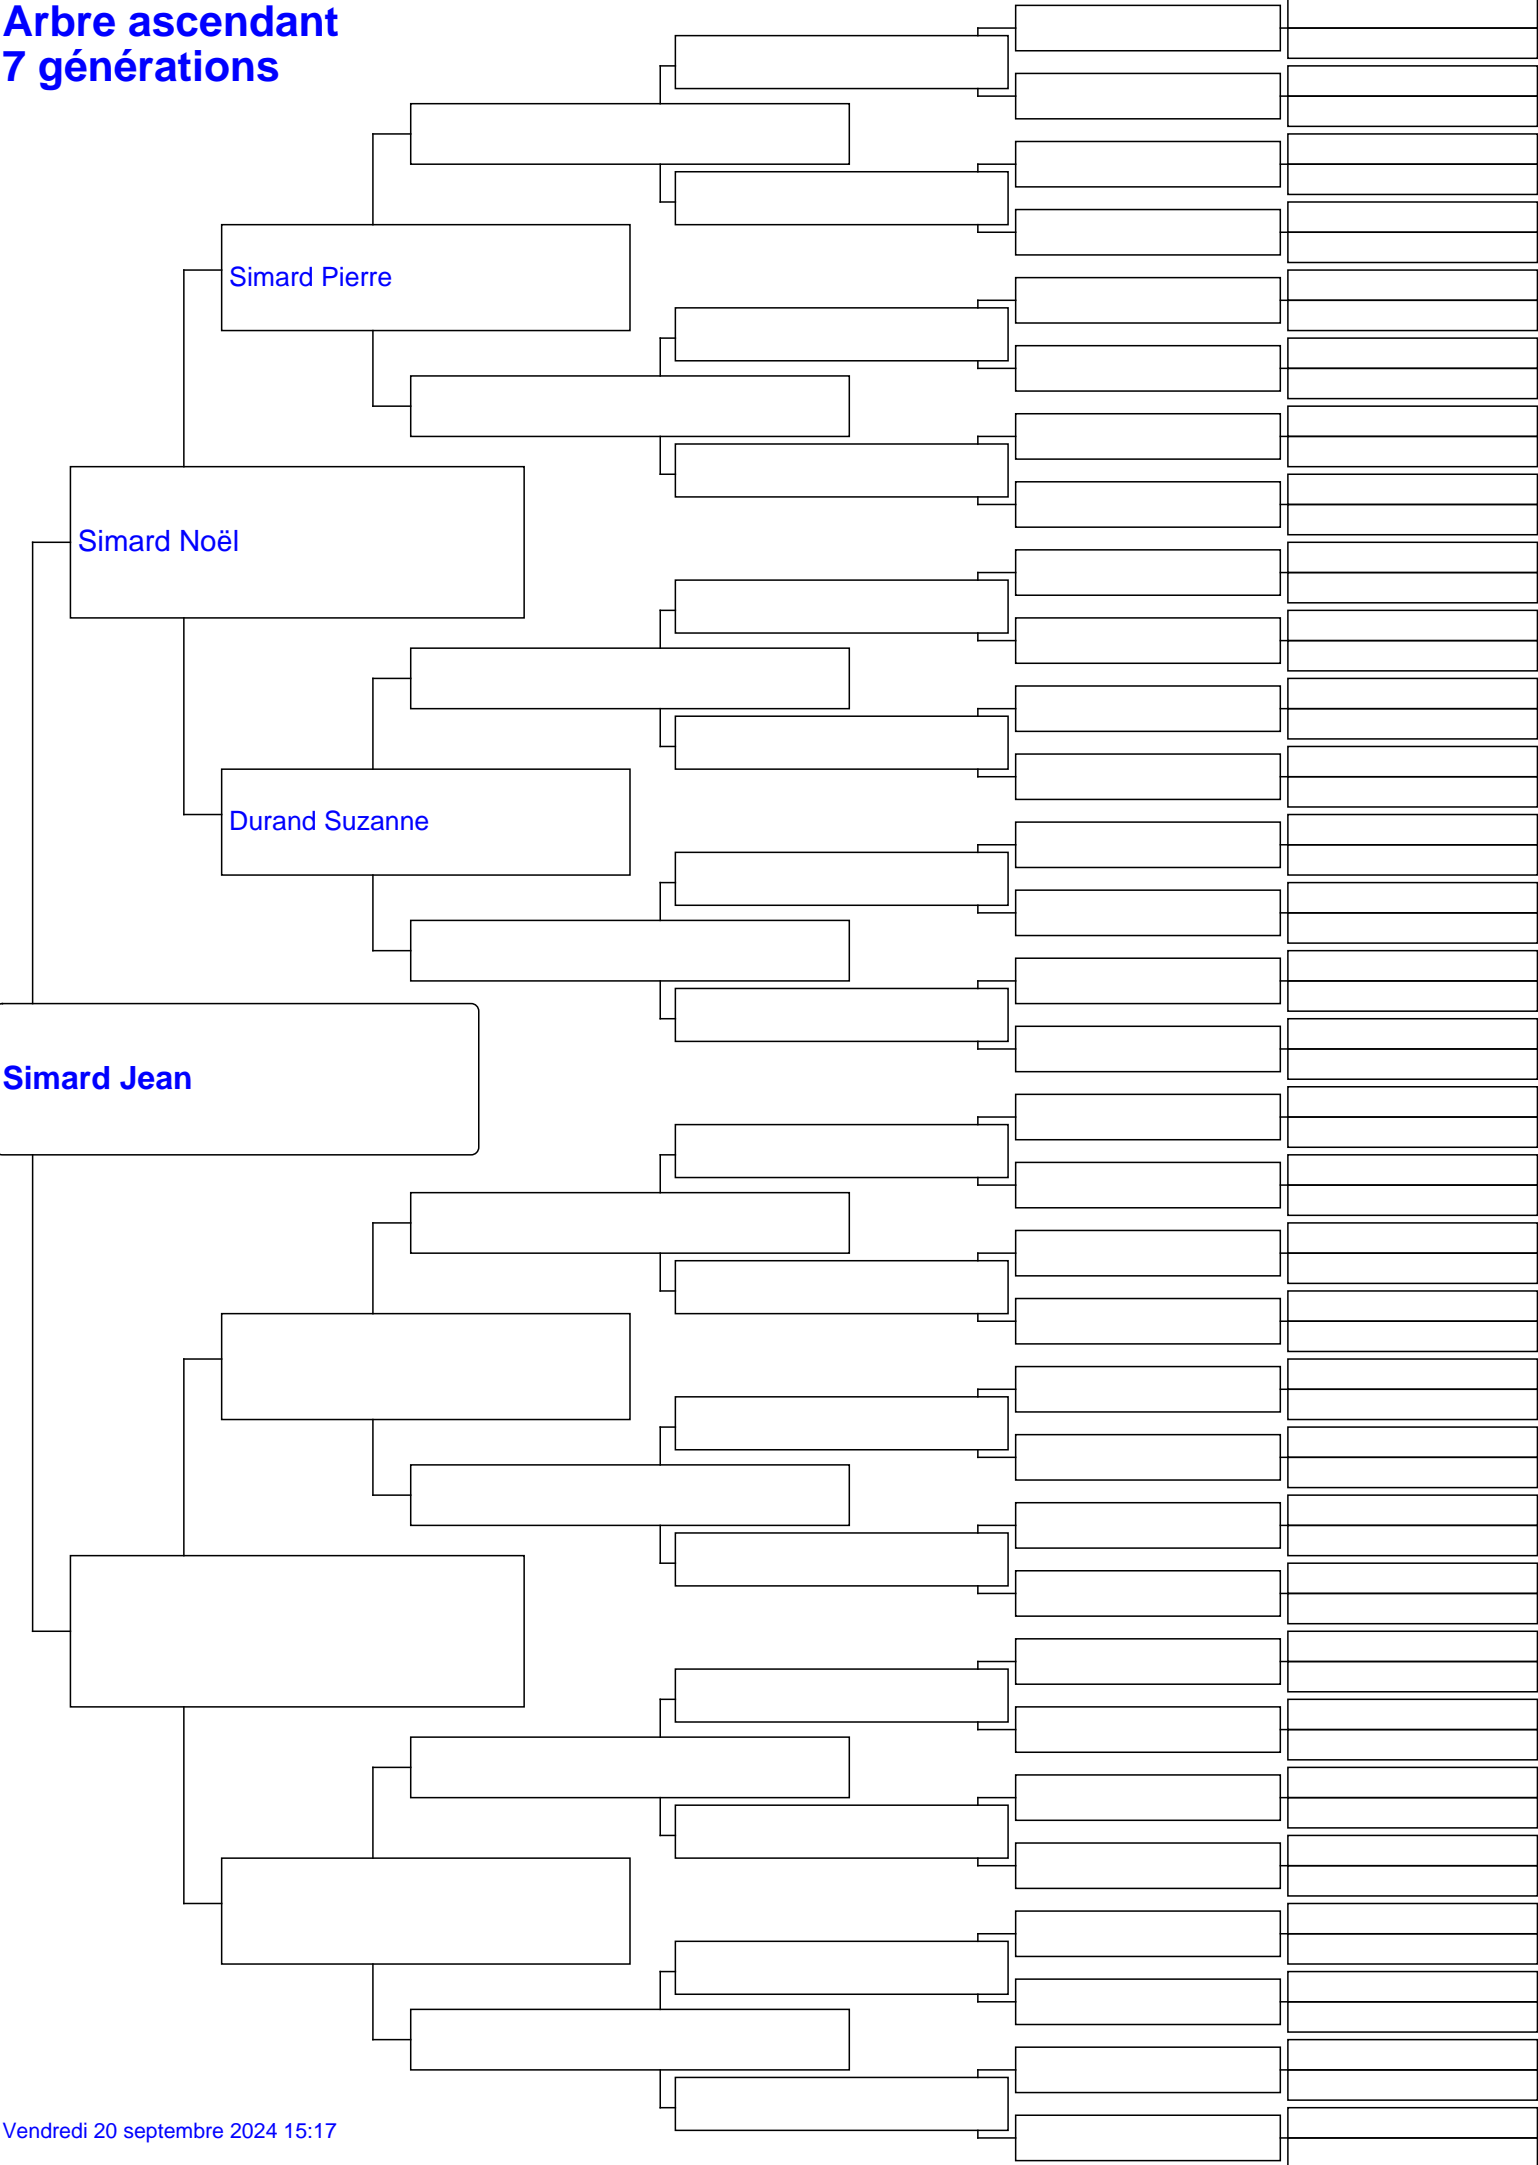 Arbre ascendant
7 générations
Simard Pierre
Simard Noël
Durand Suzanne
Simard Jean
Vendredi 20 septembre 2024 15:17